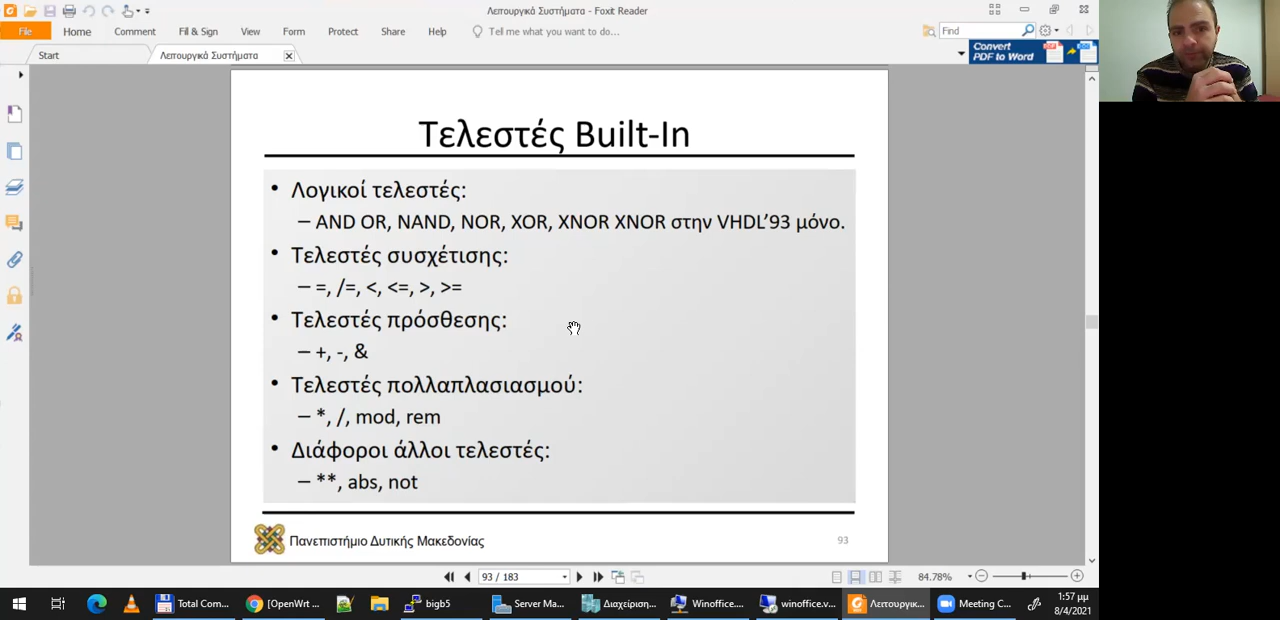 Λειτουργικά Συστήματα - Foxit Reader
File Home Comment Fill & Sign View Form Protect Share Help Tell me what you want to do...
Find
Start Λειτουργικά Συστήματα
Convert
PDF to Word
Τελεστές Built-In
• Λογικοί τελεστές:
– AND OR, NAND, NOR, XOR, XNOR XNOR στην VHDL’93 μόνο.
• Τελεστές συσχέτισης:
– =, /=, <, <=, >, >=
• Τελεστές πρόσθεσης:
– +, -, &
• Τελεστές πολλαπλασιασμού:
– *, /, mod, rem
• Διάφοροι άλλοι τελεστές:
– **, abs, not
Πανεπιστήμιο Δυτικής Μακεδονίας
93
93 / 183
84.78%
Total Com... [OpenWrt ... bigb5 Server Ma... Διαχείριση... Winoffice.... winoffice.v... Λειτουργικ... Meeting C...
1:57 μμ
8/4/2021